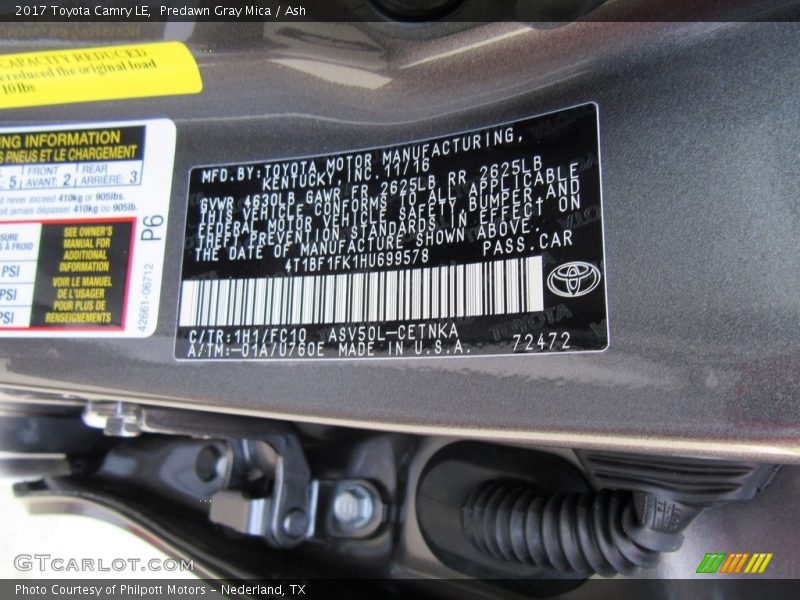 2017 Toyota Camry LE, Predawn Gray Mica / Ash
CAPACITY REDUCED
reduced the original load
10 lbs
ING INFORMATION
PNEUS ET LE CHARGEMENT
5 FRONT AVANT: 2 REAR ARRIÈRE: 3
never exceed 410kg or 905lbs.
jamais dépasser 410kg ou 905lb.
À FROID
PSI
PSI
PSI
SEE OWNER'S
MANUAL FOR
ADDITIONAL
INFORMATION
VOIR LE MANUEL
DE L'USAGER
POUR PLUS DE
RENSEIGNEMENTS
42661-06712
P6
MFD.BY:TOYOTA MOTOR MANUFACTURING,
KENTUCKY INC. 11/16
GVWR 4630LB GAWR FR 2625LB RR 2625LB
THIS VEHICLE CONFORMS TO ALL APPLICABLE
FEDERAL MOTOR VEHICLE SAFETY BUMPER AND
THEFT PREVENTION STANDARDS IN EFFECT ON
THE DATE OF MANUFACTURE SHOWN ABOVE.
PASS.CAR
4T1BF1FK1HU699578
C/TR:1H1/FC10 ASV50L-CETNKA
A/TM:-01A/U760E MADE IN U.S.A. 72472
TOYOTA
GTCARLOT.COM
Photo Courtesy of Philpott Motors – Nederland, TX